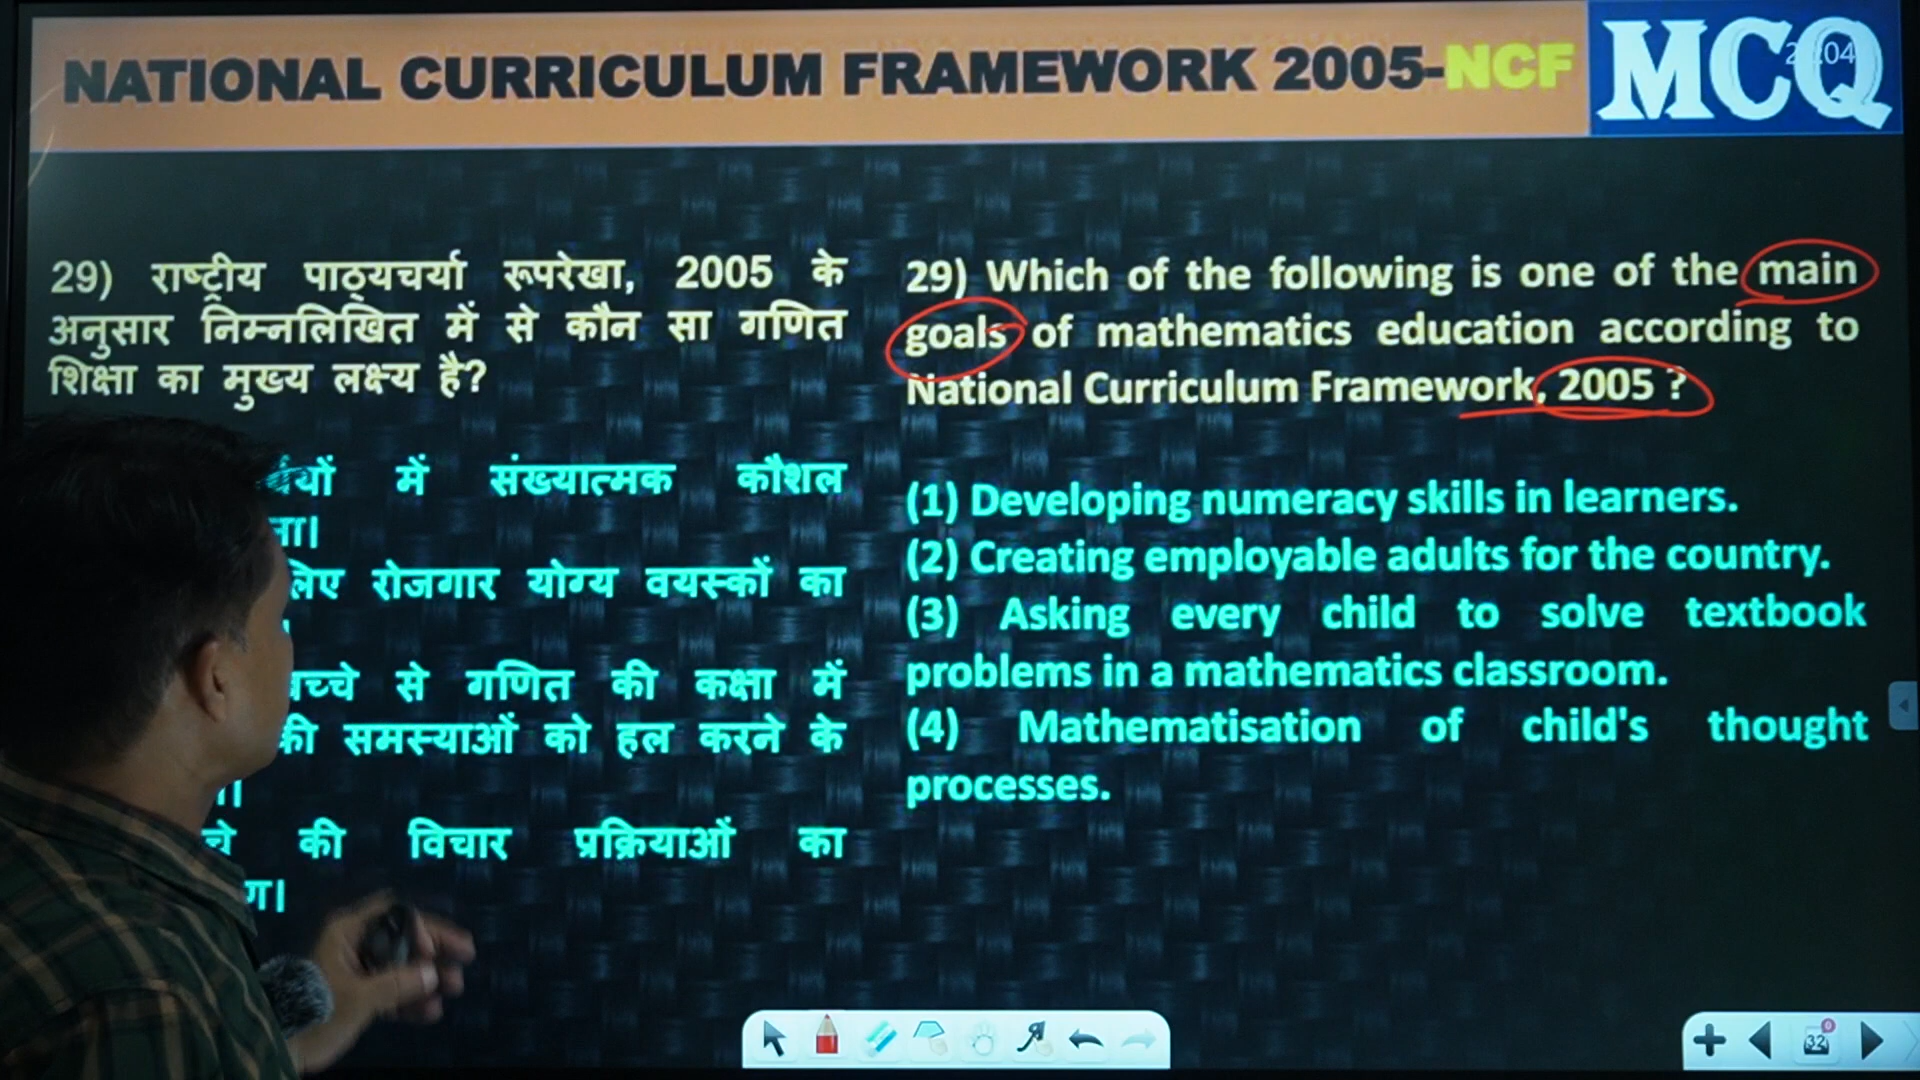 NATIONAL CURRICULUM FRAMEWORK 2005-NCF
MCQ
29) राष्ट्रीय पाठ्यचर्या रूपरेखा, 2005 के
अनुसार निम्नलिखित में से कौन सा गणित
शिक्षा का मुख्य लक्ष्य है?
में संख्यात्मक कौशल
रोजगार योग्य वयस्कों का
से गणित की कक्षा में
की समस्याओं को हल करने के
की विचार प्रक्रियाओं का
29) Which of the following is one of the main
goals of mathematics education according to
National Curriculum Framework, 2005 ?
(1) Developing numeracy skills in learners.
(2) Creating employable adults for the country.
(3) Asking every child to solve textbook
problems in a mathematics classroom.
(4) Mathematisation of child's thought
processes.
32